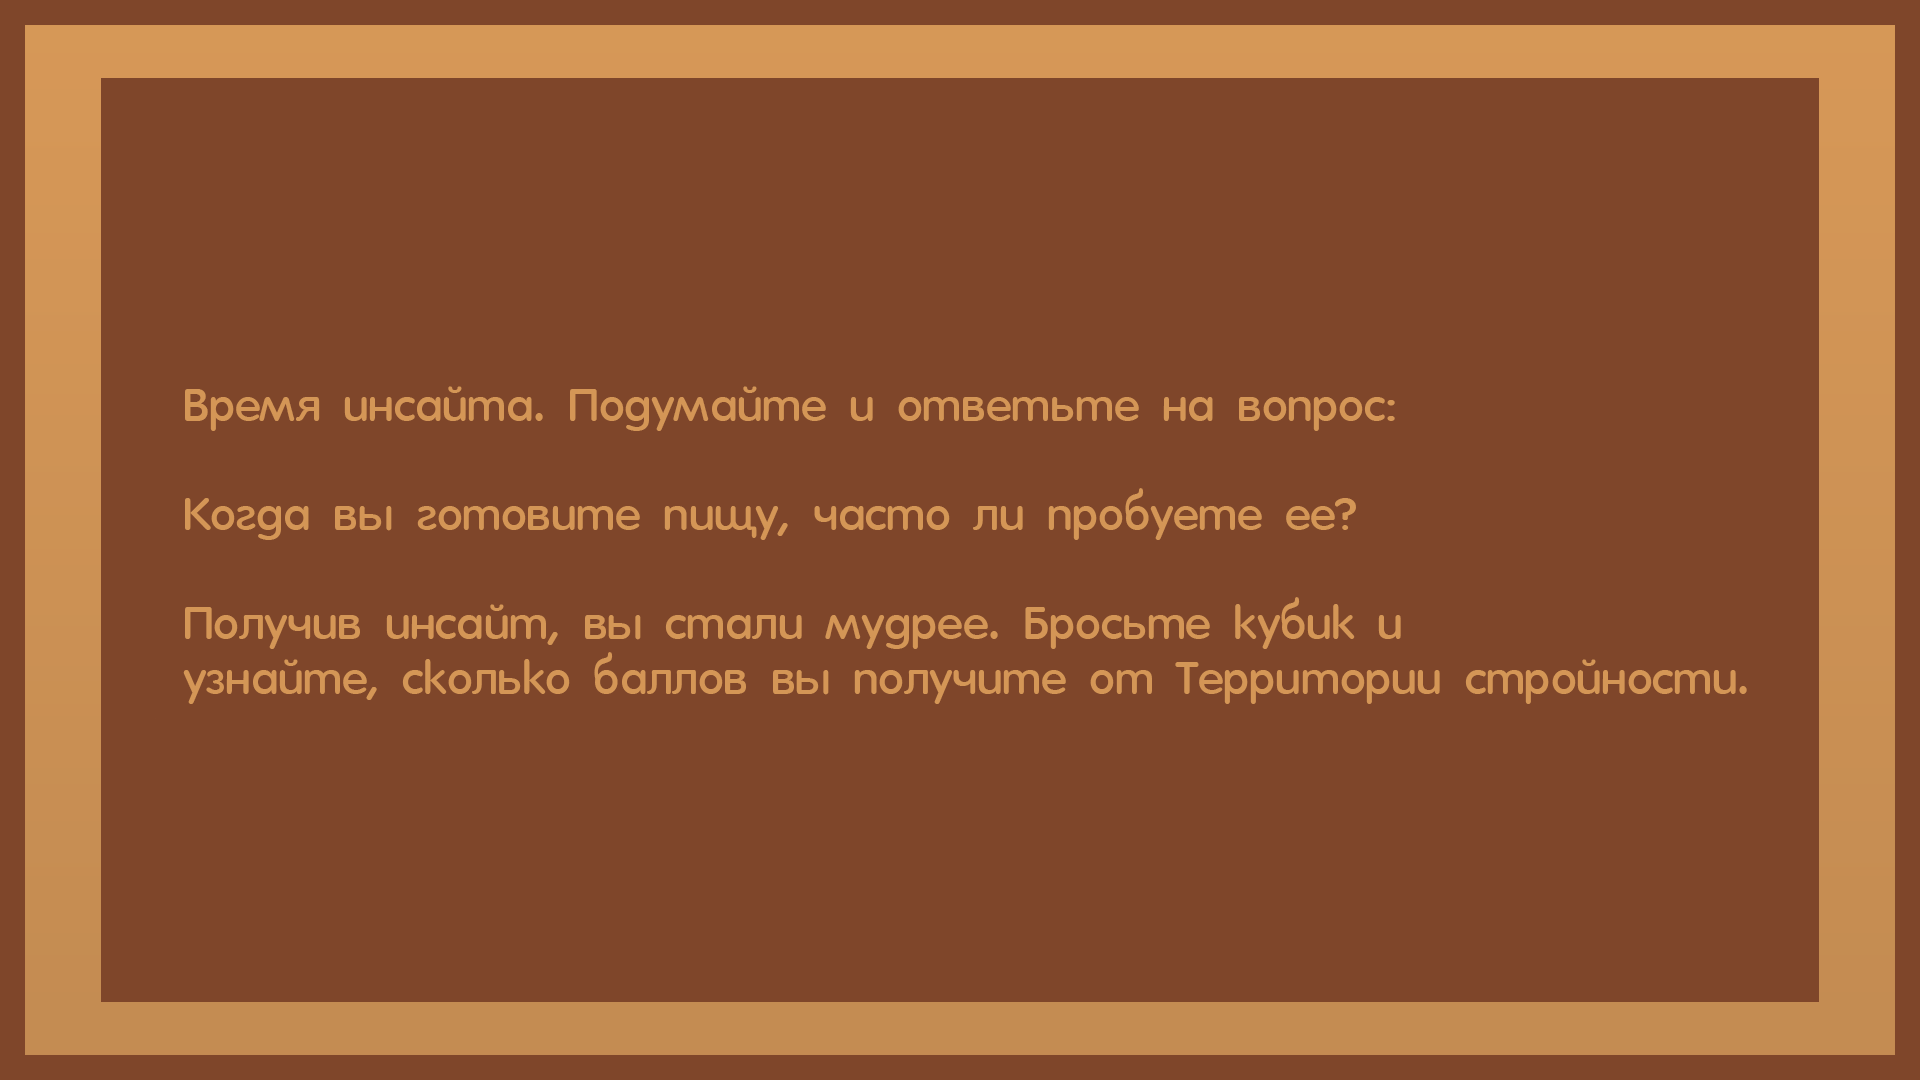 Время инсайта. Подумайте и ответьте на вопрос:
Когда вы готовите пищу, часто ли пробуете ее?
Получив инсайт, вы стали мудрее. Бросьте кубик и
узнайте, сколько баллов вы получите от Территории стройности.